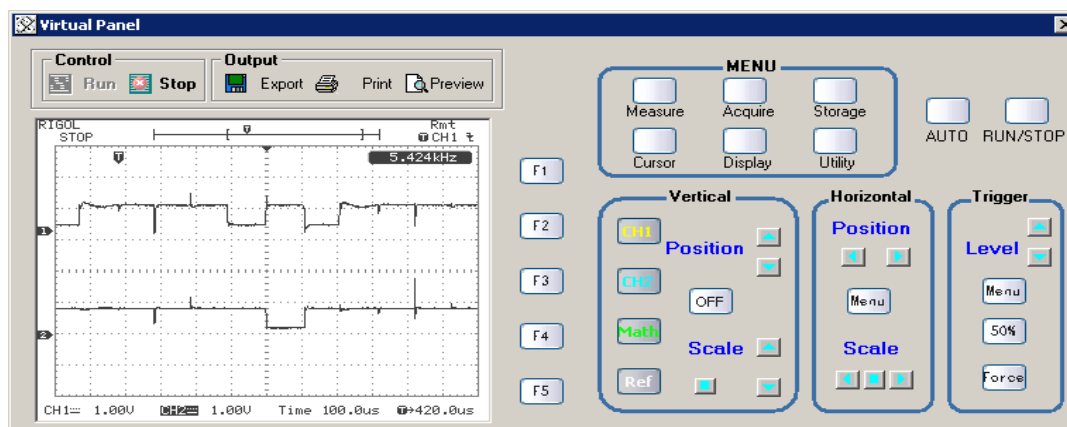 Virtual Panel
Control
Run Stop
Output
Export Print Preview
RIGOL
STOP
Rmt
CH1
5.424kHz
1
2
CH1 1.00V CH2 1.00V Time 100.0us T→420.0us
F1
F2
F3
F4
F5
MENU
Measure Acquire Storage
Cursor Display Utility
AUTO RUN/STOP
Vertical
CH1
Position
CH2
OFF
Math
Scale
Ref
Horizontal
Position
Menu
Scale
Trigger
Level
Menu
50%
Force